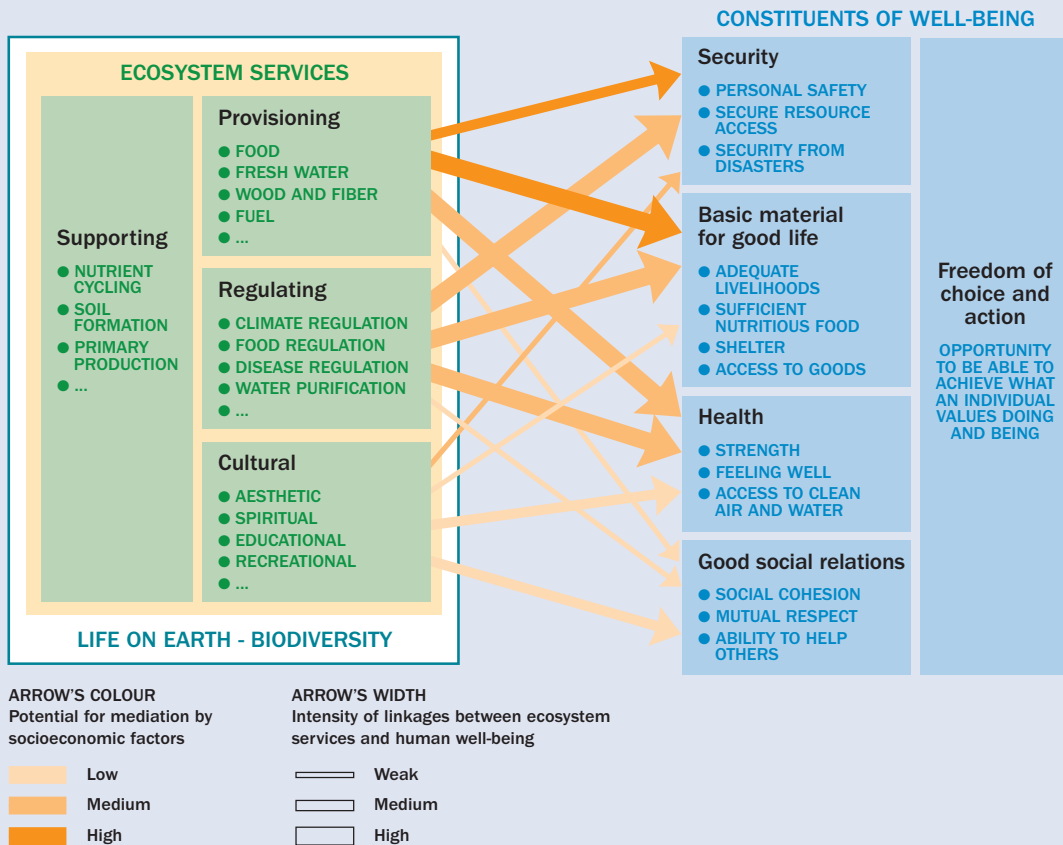 CONSTITUENTS OF WELL-BEING
ECOSYSTEM SERVICES
Supporting
● NUTRIENT
CYCLING
● SOIL
FORMATION
● PRIMARY
PRODUCTION
● ...
Provisioning
● FOOD
● FRESH WATER
● WOOD AND FIBER
● FUEL
● ...
Regulating
● CLIMATE REGULATION
● FOOD REGULATION
● DISEASE REGULATION
● WATER PURIFICATION
● ...
Cultural
● AESTHETIC
● SPIRITUAL
● EDUCATIONAL
● RECREATIONAL
● ...
LIFE ON EARTH - BIODIVERSITY
Security
● PERSONAL SAFETY
● SECURE RESOURCE
ACCESS
● SECURITY FROM
DISASTERS
Basic material
for good life
● ADEQUATE
LIVELIHOODS
● SUFFICIENT
NUTRITIOUS FOOD
● SHELTER
● ACCESS TO GOODS
Health
● STRENGTH
● FEELING WELL
● ACCESS TO CLEAN
AIR AND WATER
Good social relations
● SOCIAL COHESION
● MUTUAL RESPECT
● ABILITY TO HELP
OTHERS
Freedom of
choice and
action
OPPORTUNITY
TO BE ABLE TO
ACHIEVE WHAT
AN INDIVIDUAL
VALUES DOING
AND BEING
ARROW'S COLOUR
Potential for mediation by
socioeconomic factors
Low
Medium
High
ARROW'S WIDTH
Intensity of linkages between ecosystem
services and human well-being
Weak
Medium
High